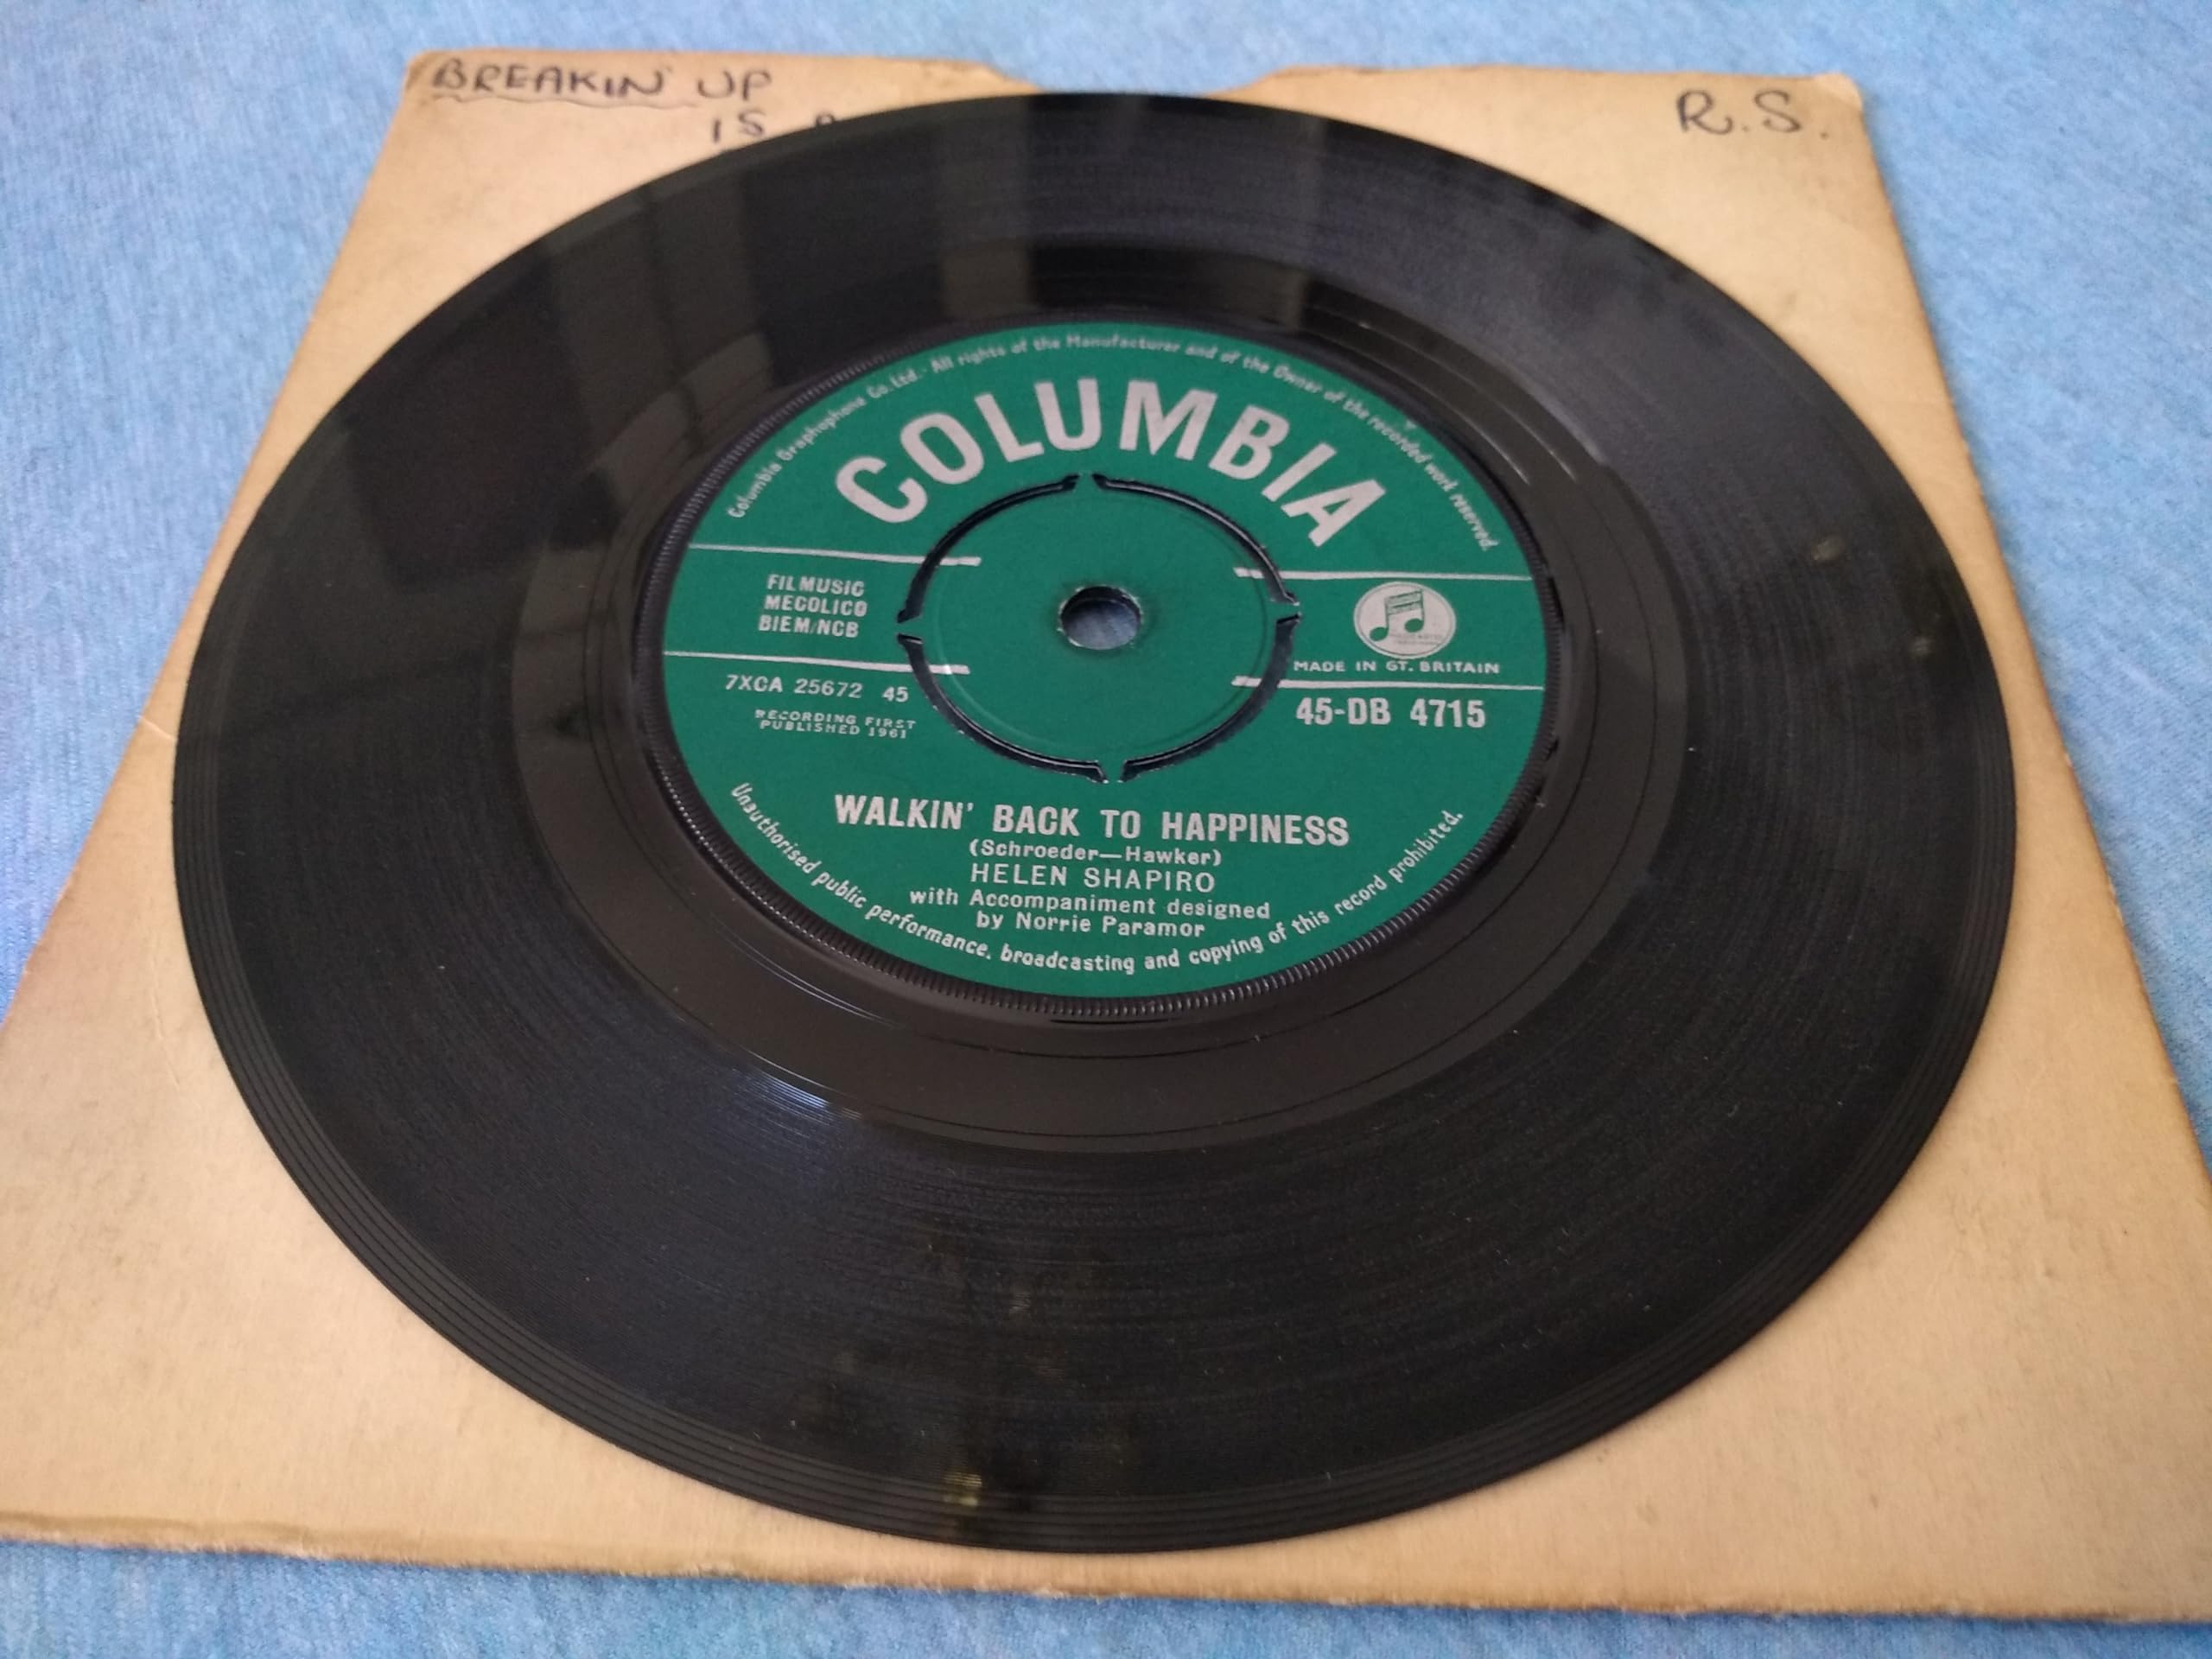 BREAKIN' UP
IS
R.S.
Columbia Graphophone Co. Ltd. · All rights of the Manufacturer and of the Owner of the recorded work reserved.
COLUMBIA
FILMUSIC
MECOLICO
BIEM/NCB
MADE IN GT. BRITAIN
7XCA 25672 45
45-DB 4715
RECORDING FIRST
PUBLISHED 1961
WALKIN' BACK TO HAPPINESS
(Schroeder—Hawker)
HELEN SHAPIRO
with Accompaniment designed
by Norrie Paramor
Unauthorised public performance, broadcasting and copying of this record prohibited.